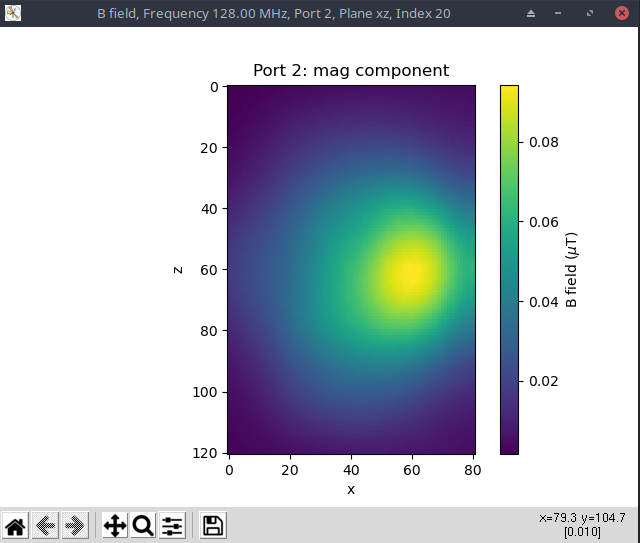 B field, Frequency 128.00 MHz, Port 2, Plane xz, Index 20
Port 2: mag component
0
20
40
60
80
100
120
z
0 20 40 60 80
x
0.08
0.06
0.04
0.02
B field (μT)
x=79.3 y=104.7
[0.010]